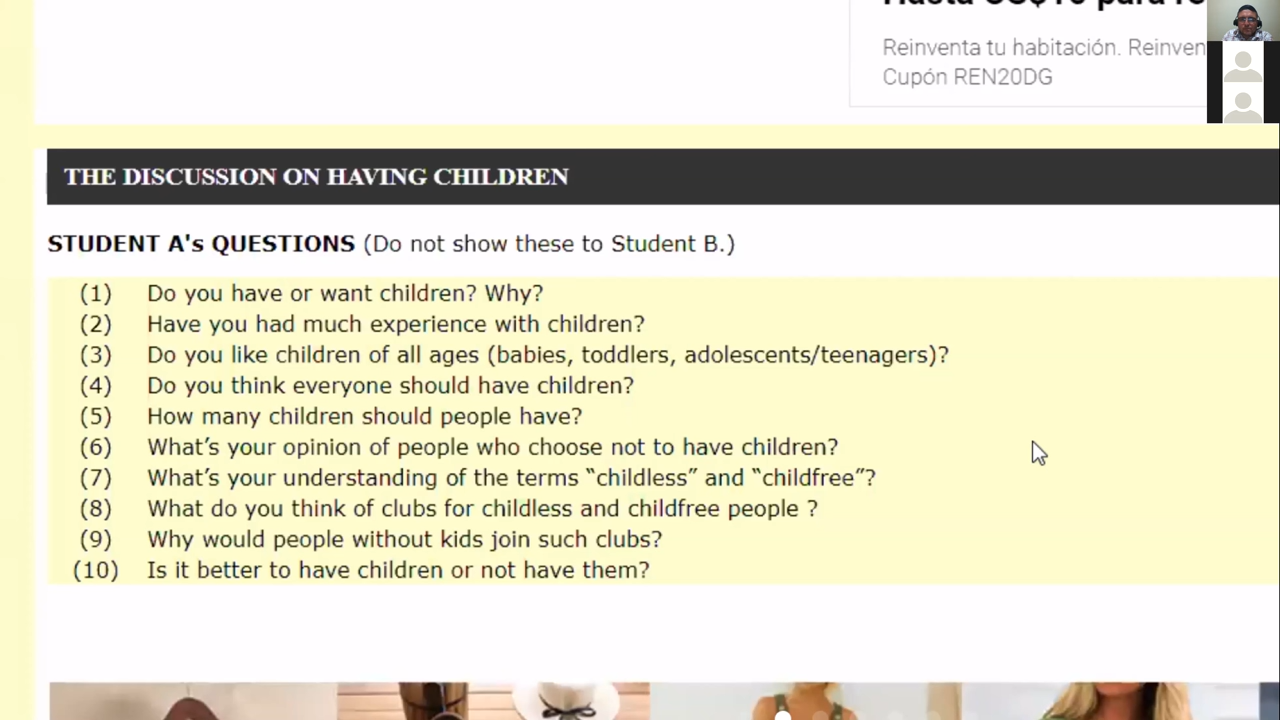 Reinventa tu habitación. Reinven
Cupón REN20DG
THE DISCUSSION ON HAVING CHILDREN
STUDENT A's QUESTIONS (Do not show these to Student B.)
(1) Do you have or want children? Why?
(2) Have you had much experience with children?
(3) Do you like children of all ages (babies, toddlers, adolescents/teenagers)?
(4) Do you think everyone should have children?
(5) How many children should people have?
(6) What’s your opinion of people who choose not to have children?
(7) What’s your understanding of the terms “childless” and “childfree”?
(8) What do you think of clubs for childless and childfree people ?
(9) Why would people without kids join such clubs?
(10) Is it better to have children or not have them?